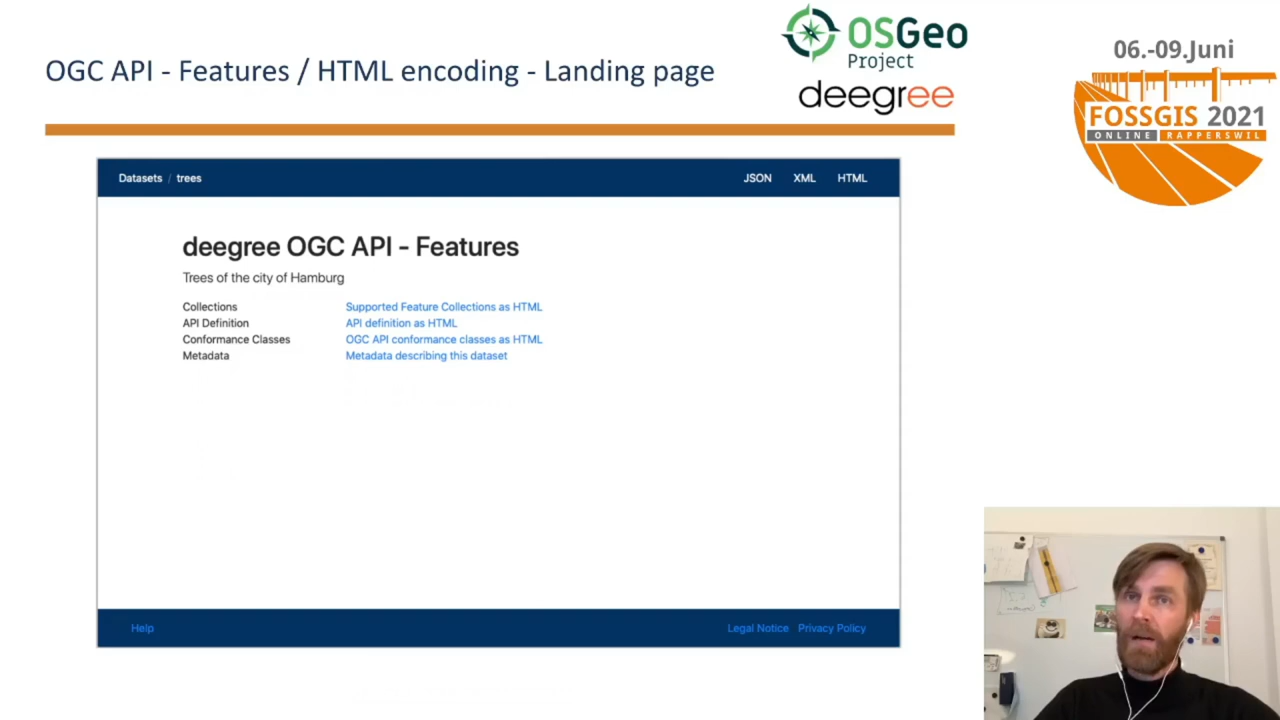 OGC API - Features / HTML encoding - Landing page
OSGeo
Project
deegree
06.-09.Juni
FOSSGIS 2021
ONLINE RAPPERSWIL
Datasets / trees
JSON XML HTML
deegree OGC API - Features
Trees of the city of Hamburg
Collections Supported Feature Collections as HTML
API Definition API definition as HTML
Conformance Classes OGC API conformance classes as HTML
Metadata Metadata describing this dataset
Help
Legal Notice Privacy Policy